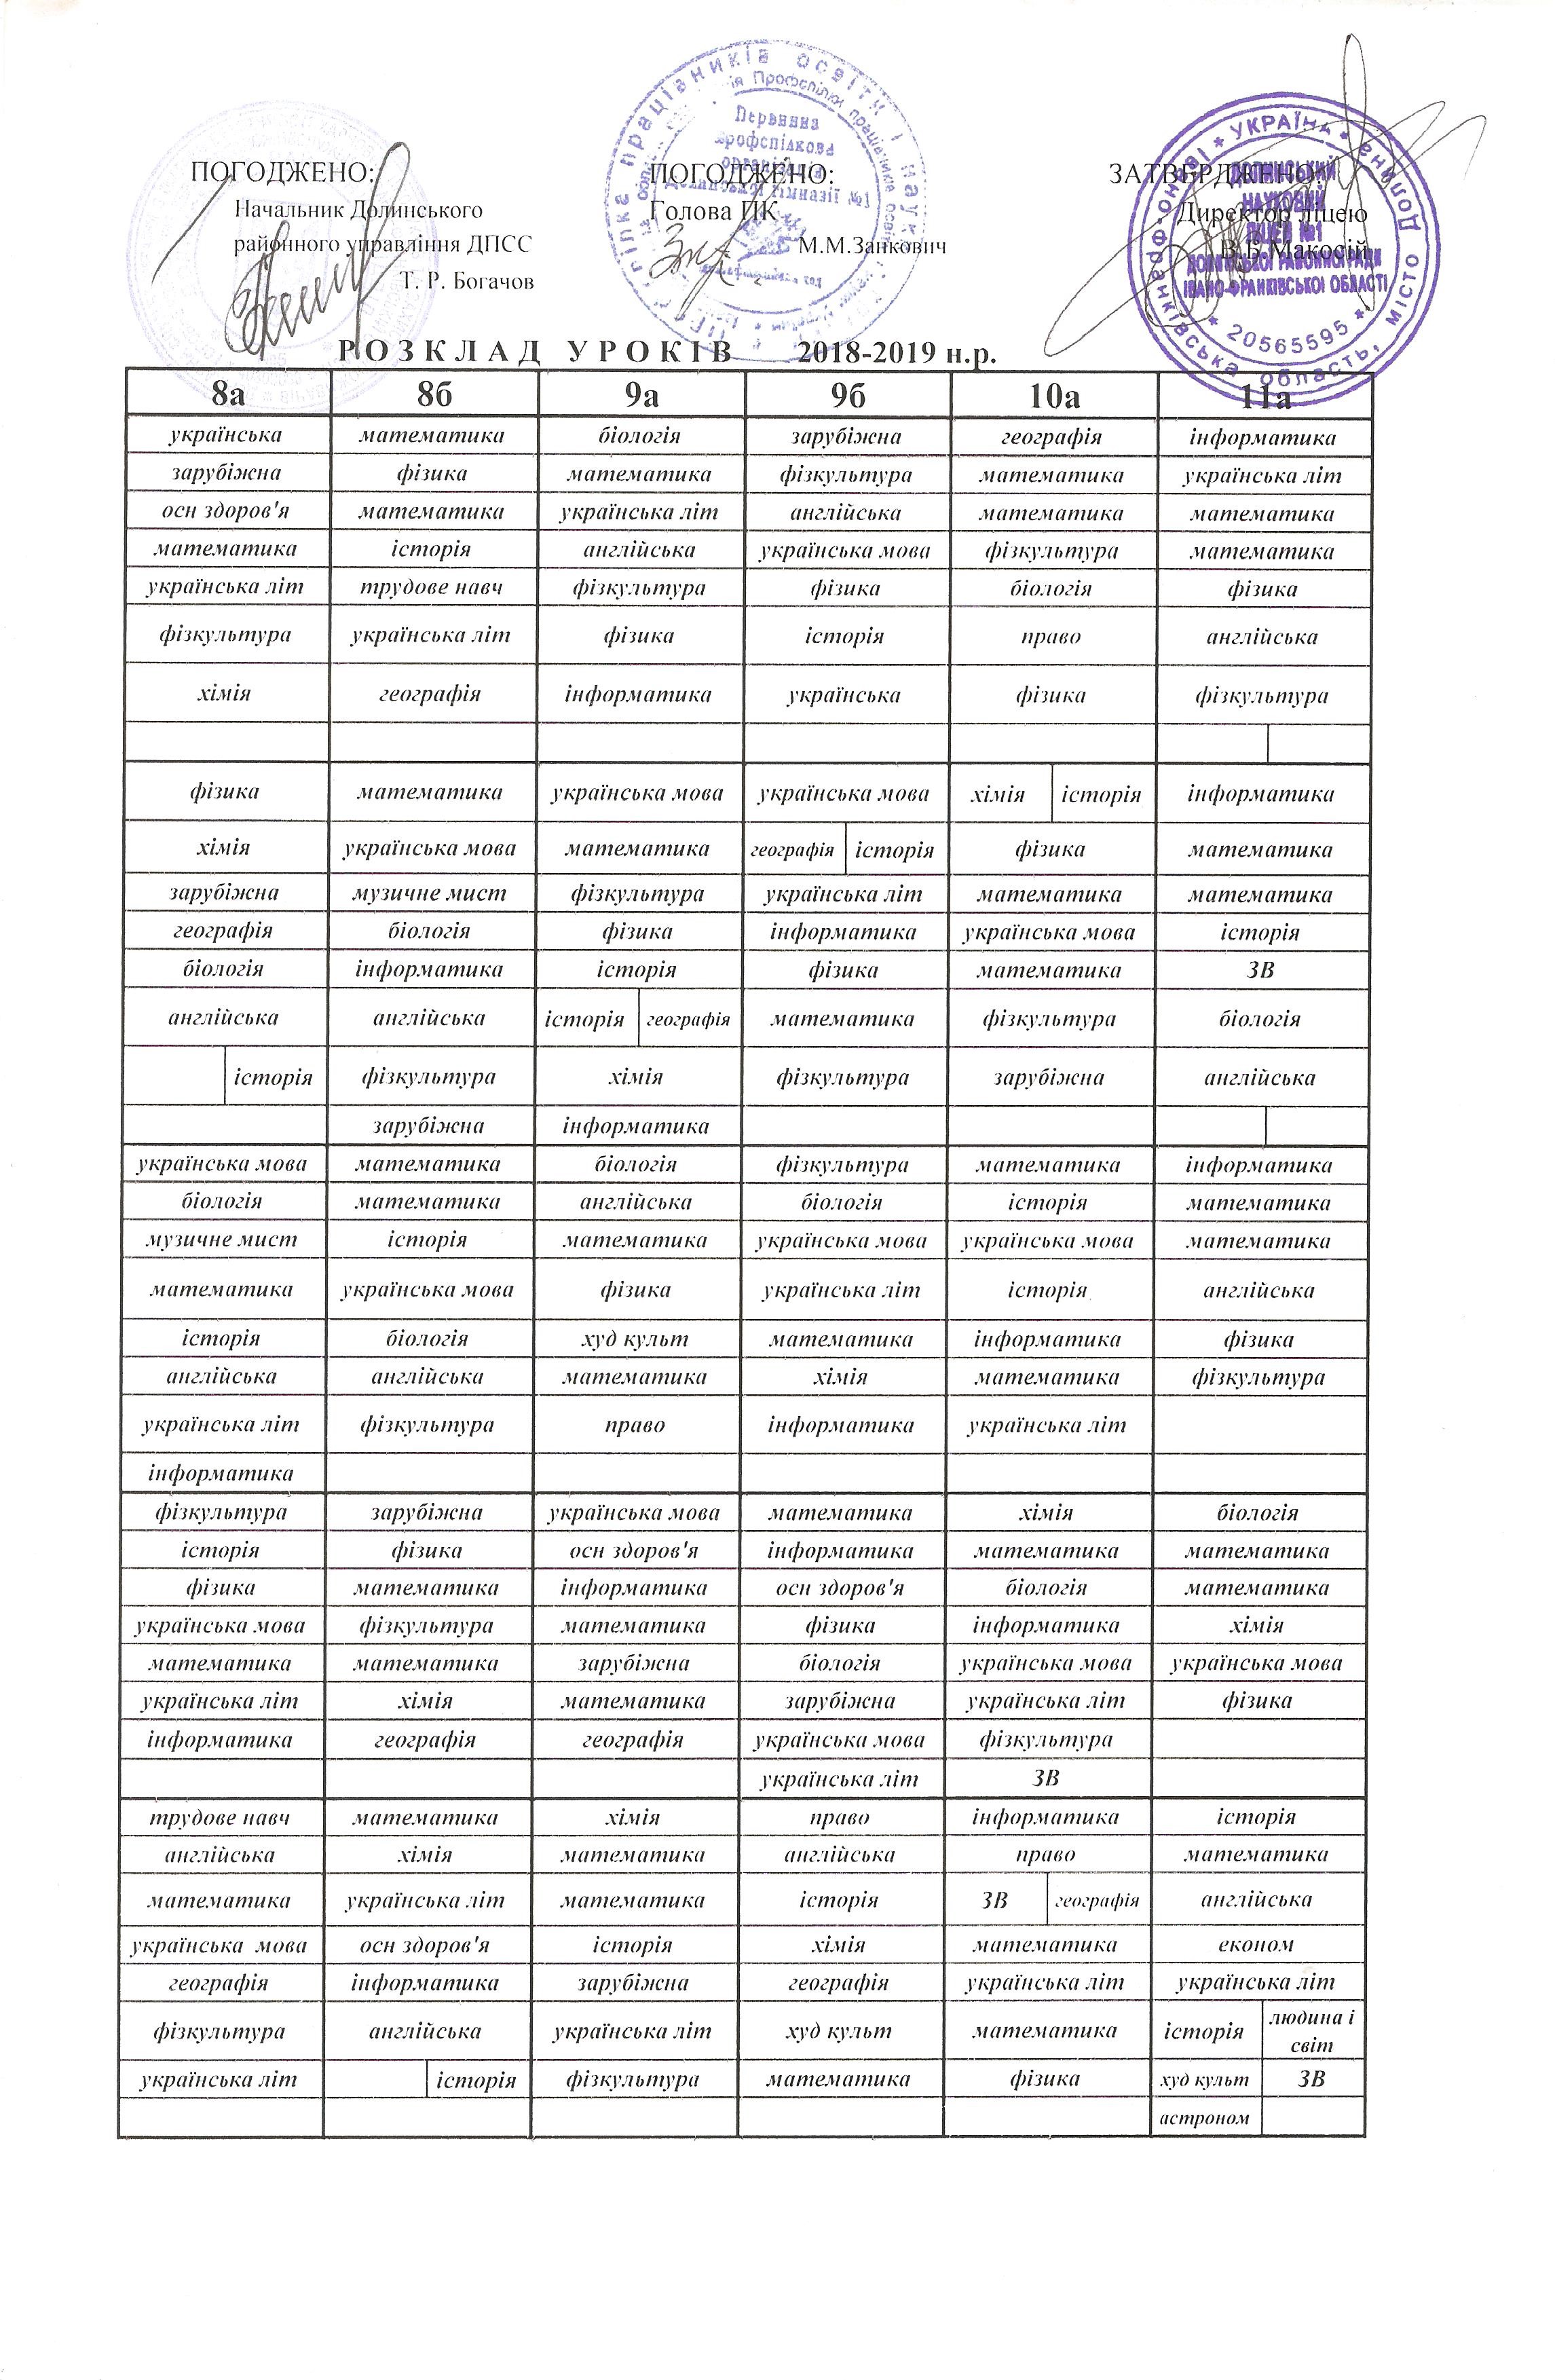 ПОГОДЖЕНО: ПОГОДЖЕНО: ЗАТВЕРДЖЕНО:
Начальник Долинського Голова ПК Директор ліцею
районного управління ДПСС М.М.Занкович В.Б.Макосій
Т. Р. Богачов
Первинна
профспілкова
організація
УКРАЇНА
ДОЛИНСЬКИЙ
НАУКОВИЙ
ЛІЦЕЙ №1
ДОЛИНСЬКОЇ РАЙОННОЇ РАДИ
ІВАНО-ФРАНКІВСЬКОЇ ОБЛАСТІ
* 20565595 *
РОЗКЛАД УРОКІВ 2018-2019 н.р.
8а 8б 9а 9б 10а 11а
українська математика біологія зарубіжна географія інформатика
зарубіжна фізика математика фізкультура математика українська літ
осн здоров'я математика українська літ англійська математика математика
математика історія англійська українська мова фізкультура математика
українська літ трудове навч фізкультура фізика біологія фізика
фізкультура українська літ фізика історія право англійська
хімія географія інформатика українська фізика фізкультура
фізика математика українська мова українська мова хімія історія інформатика
хімія українська мова математика географія історія фізика математика
зарубіжна музичне мист фізкультура українська літ математика математика
географія біологія фізика інформатика українська мова історія
біологія інформатика історія фізика математика ЗВ
англійська англійська історія географія математика фізкультура біологія
історія фізкультура хімія фізкультура зарубіжна англійська
зарубіжна інформатика
українська мова математика біологія фізкультура математика інформатика
біологія математика англійська біологія історія математика
музичне мист історія математика українська мова українська мова математика
математика українська мова фізика українська літ історія англійська
історія біологія худ культ математика інформатика фізика
англійська англійська математика хімія математика фізкультура
українська літ фізкультура право інформатика українська літ
інформатика
фізкультура зарубіжна українська мова математика хімія біологія
історія фізика осн здоров'я інформатика математика математика
фізика математика інформатика осн здоров'я біологія математика
українська мова фізкультура математика фізика інформатика хімія
математика математика зарубіжна біологія українська мова українська мова
українська літ хімія математика зарубіжна українська літ фізика
інформатика географія географія українська мова фізкультура
українська літ ЗВ
трудове навч математика хімія право інформатика історія
англійська хімія математика англійська право математика
математика українська літ математика історія ЗВ географія англійська
українська мова осн здоров'я історія хімія математика економ
географія інформатика зарубіжна географія українська літ українська літ
фізкультура англійська українська літ худ культ математика історія людина і
світ
українська літ історія фізкультура математика фізика худ культ ЗВ
астроном